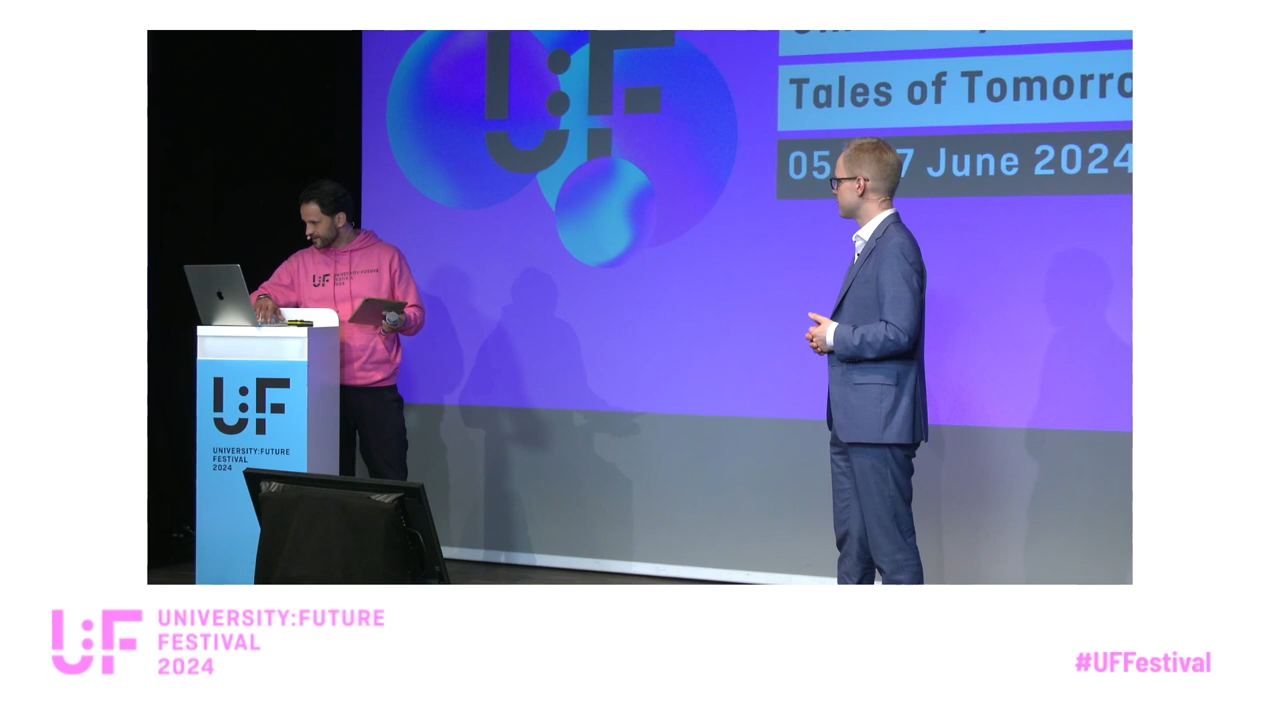 U:F
Tales of Tomorro
05 7 June 2024
U:F
U:F
UNIVERSITY:FUTURE
FESTIVAL
2024
U:F
UNIVERSITY:FUTURE
FESTIVAL
2024
#UFFestival